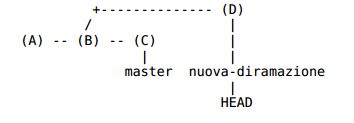 +-------------- (D)
/ |
(A) -- (B) -- (C) |
| |
master nuova-diramazione
|
HEAD